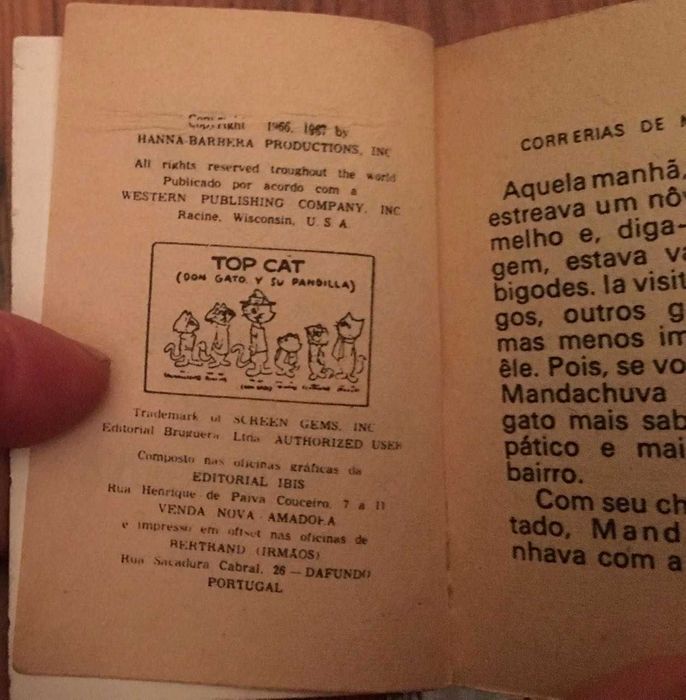 Copyright 1966, 1967 by
HANNA-BARBERA PRODUCTIONS, INC
All rights reserved troughout the world
Publicado por acordo com a
WESTERN PUBLISHING COMPANY, INC
Racine, Wisconsin, U.S.A
TOP CAT
(DON GATO Y SU PANDILLA)
Trademark of SCREEN GEMS, INC
Editorial Bruguera Ltda AUTHORIZED USER
Composto nas oficinas gráficas da
EDITORIAL IBIS
Rua Henrique de Paiva Couceiro, 7 a 11
VENDA NOVA - AMADORA
e impresso em offset nas oficinas de
BERTRAND (IRMÃOS)
Rua Sacadura Cabral, 26 — DAFUNDO
PORTUGAL
CORRERIAS DE
Aquela manhã,
estreava um nôv
melho e, diga-
gem, estava va
bigodes. Ia visit
gos, outros g
mas menos im
êle. Pois, se vo
Mandachuva
gato mais sab
pático e mai
bairro.
Com seu ch
tado, Mand
nhava com a